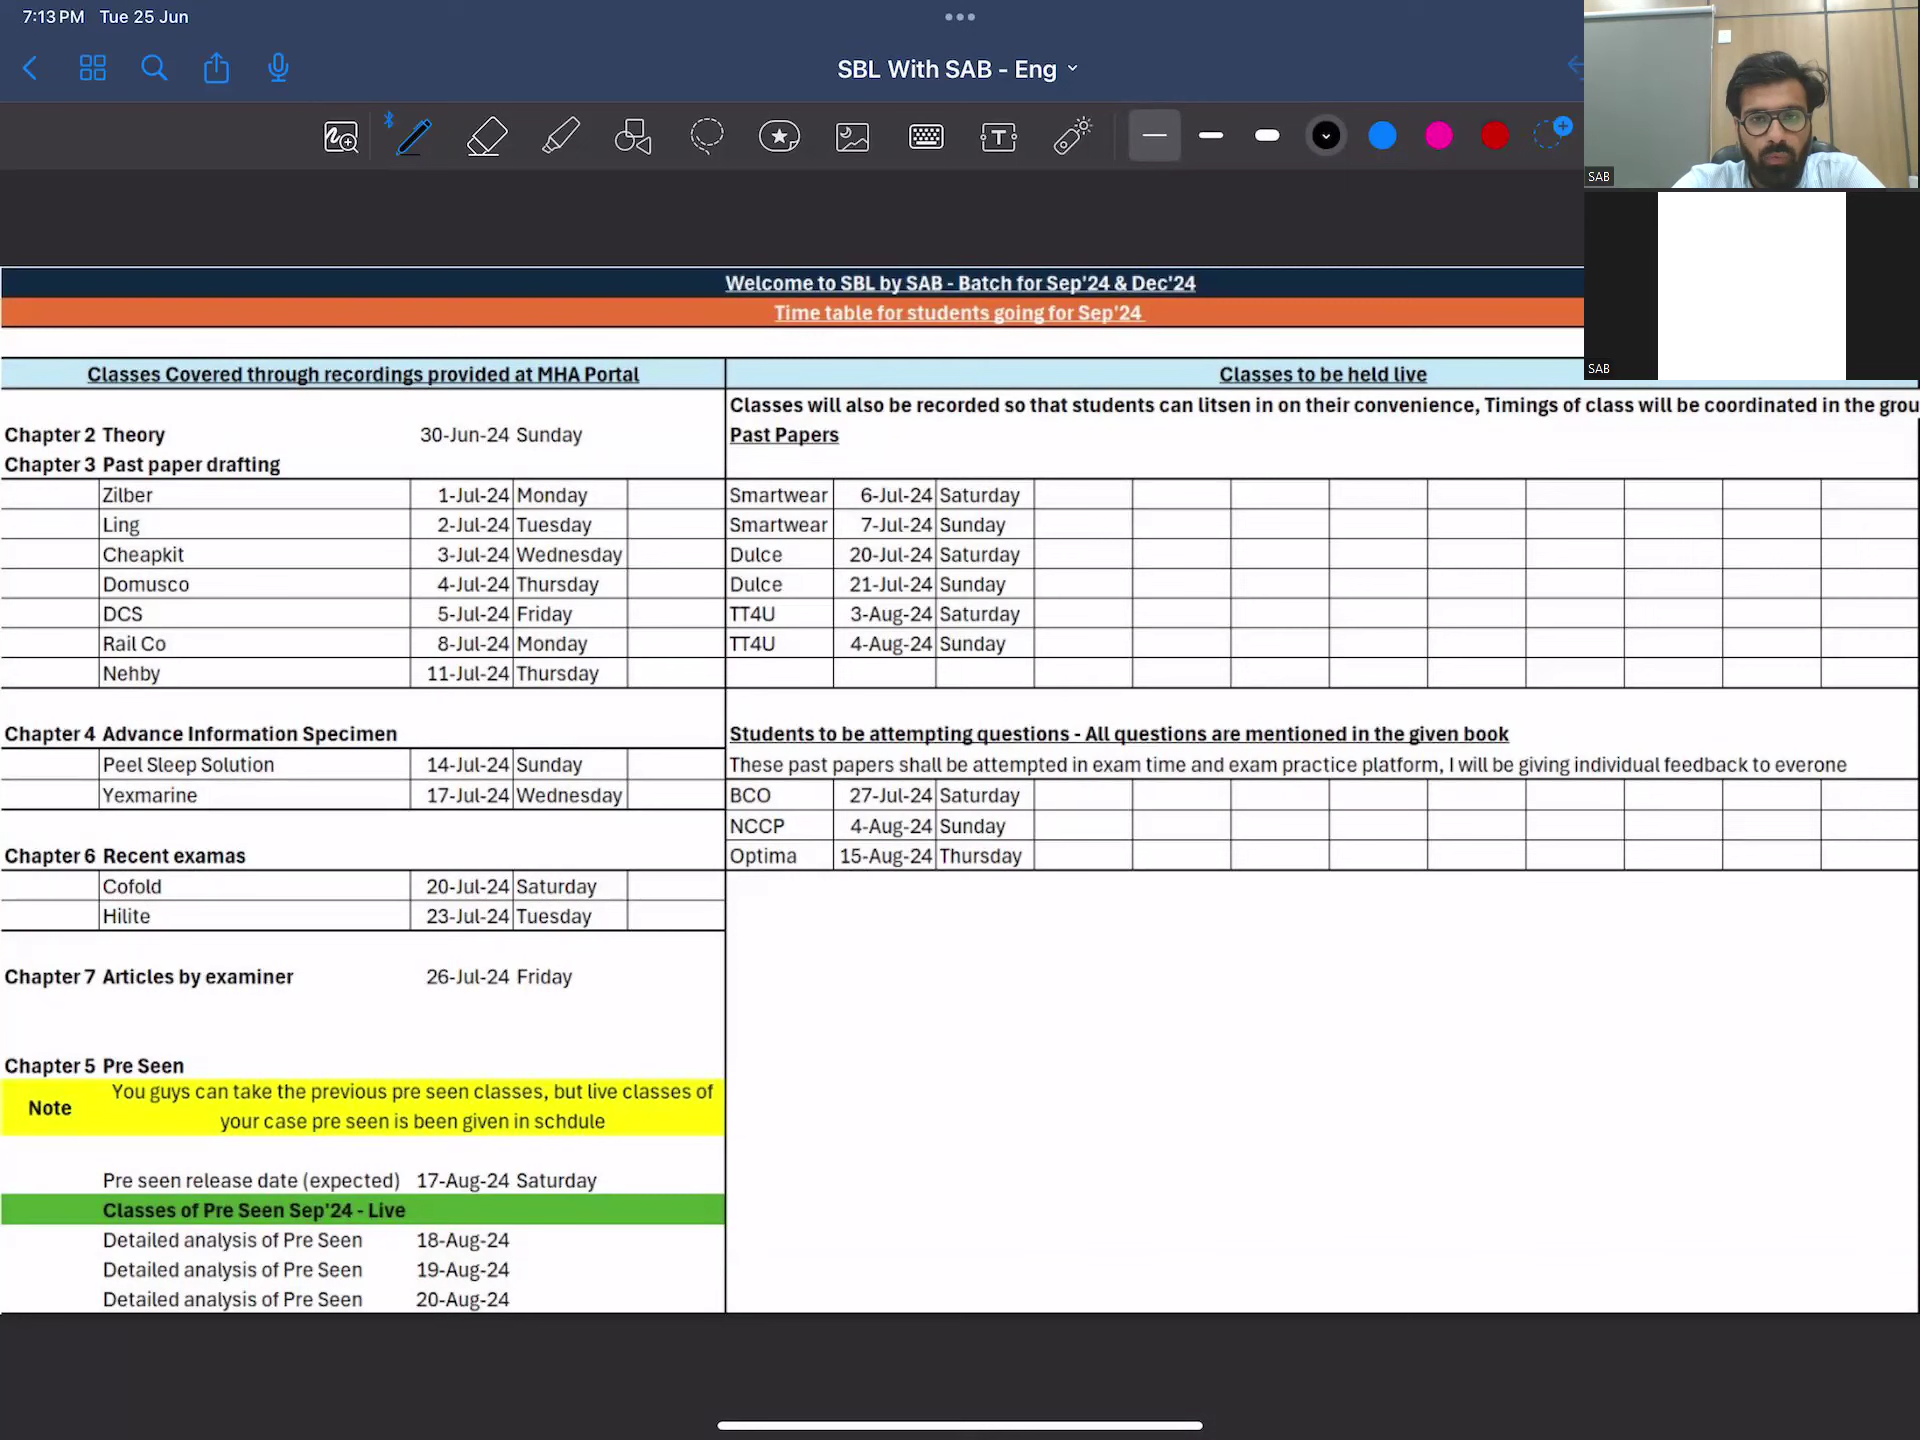 7:13 PM Tue 25 Jun
SBL With SAB - Eng
SAB
SAB
Welcome to SBL by SAB - Batch for Sep'24 & Dec'24
Time table for students going for Sep'24
Classes Covered through recordings provided at MHA Portal
Chapter 2 Theory 30-Jun-24 Sunday
Chapter 3 Past paper drafting
Zilber 1-Jul-24 Monday
Ling 2-Jul-24 Tuesday
Cheapkit 3-Jul-24 Wednesday
Domusco 4-Jul-24 Thursday
DCS 5-Jul-24 Friday
Rail Co 8-Jul-24 Monday
Nehby 11-Jul-24 Thursday
Chapter 4 Advance Information Specimen
Peel Sleep Solution 14-Jul-24 Sunday
Yexmarine 17-Jul-24 Wednesday
Chapter 6 Recent examas
Cofold 20-Jul-24 Saturday
Hilite 23-Jul-24 Tuesday
Chapter 7 Articles by examiner 26-Jul-24 Friday
Chapter 5 Pre Seen
Note You guys can take the previous pre seen classes, but live classes of
your case pre seen is been given in schdule
Pre seen release date (expected) 17-Aug-24 Saturday
Classes of Pre Seen Sep'24 - Live
Detailed analysis of Pre Seen 18-Aug-24
Detailed analysis of Pre Seen 19-Aug-24
Detailed analysis of Pre Seen 20-Aug-24
Classes to be held live
Classes will also be recorded so that students can litsen in on their convenience, Timings of class will be coordinated in the grou
Past Papers
Smartwear 6-Jul-24 Saturday
Smartwear 7-Jul-24 Sunday
Dulce 20-Jul-24 Saturday
Dulce 21-Jul-24 Sunday
TT4U 3-Aug-24 Saturday
TT4U 4-Aug-24 Sunday
Students to be attempting questions - All questions are mentioned in the given book
These past papers shall be attempted in exam time and exam practice platform, I will be giving individual feedback to everone
BCO 27-Jul-24 Saturday
NCCP 4-Aug-24 Sunday
Optima 15-Aug-24 Thursday